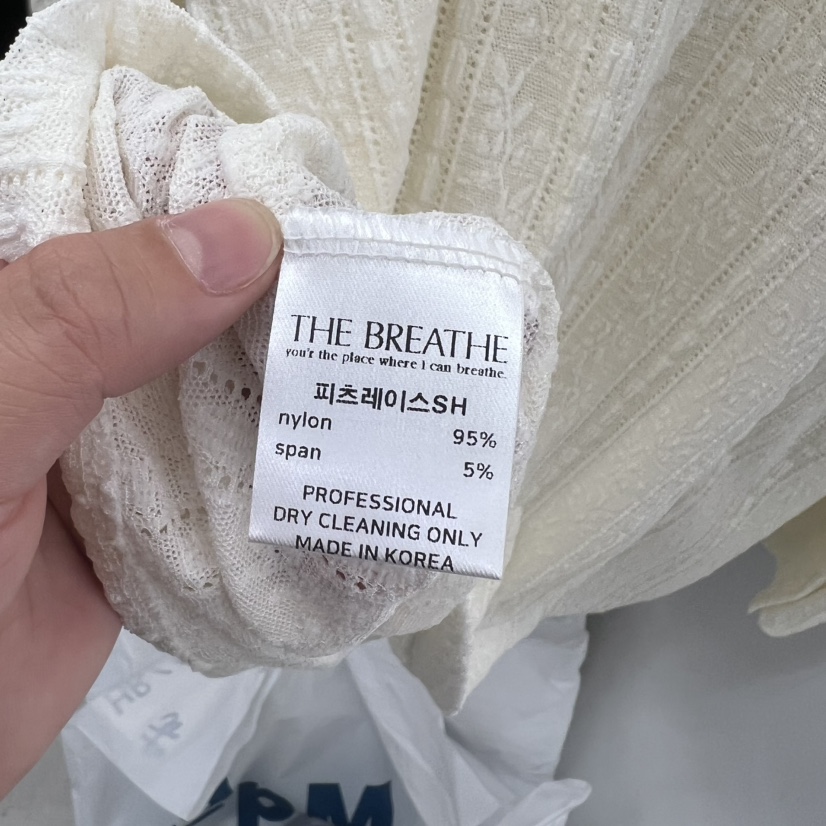 THE BREATHE
you'r the place where i can breathe.
피츠레이스SH
nylon 95%
span 5%
PROFESSIONAL
DRY CLEANING ONLY
MADE IN KOREA